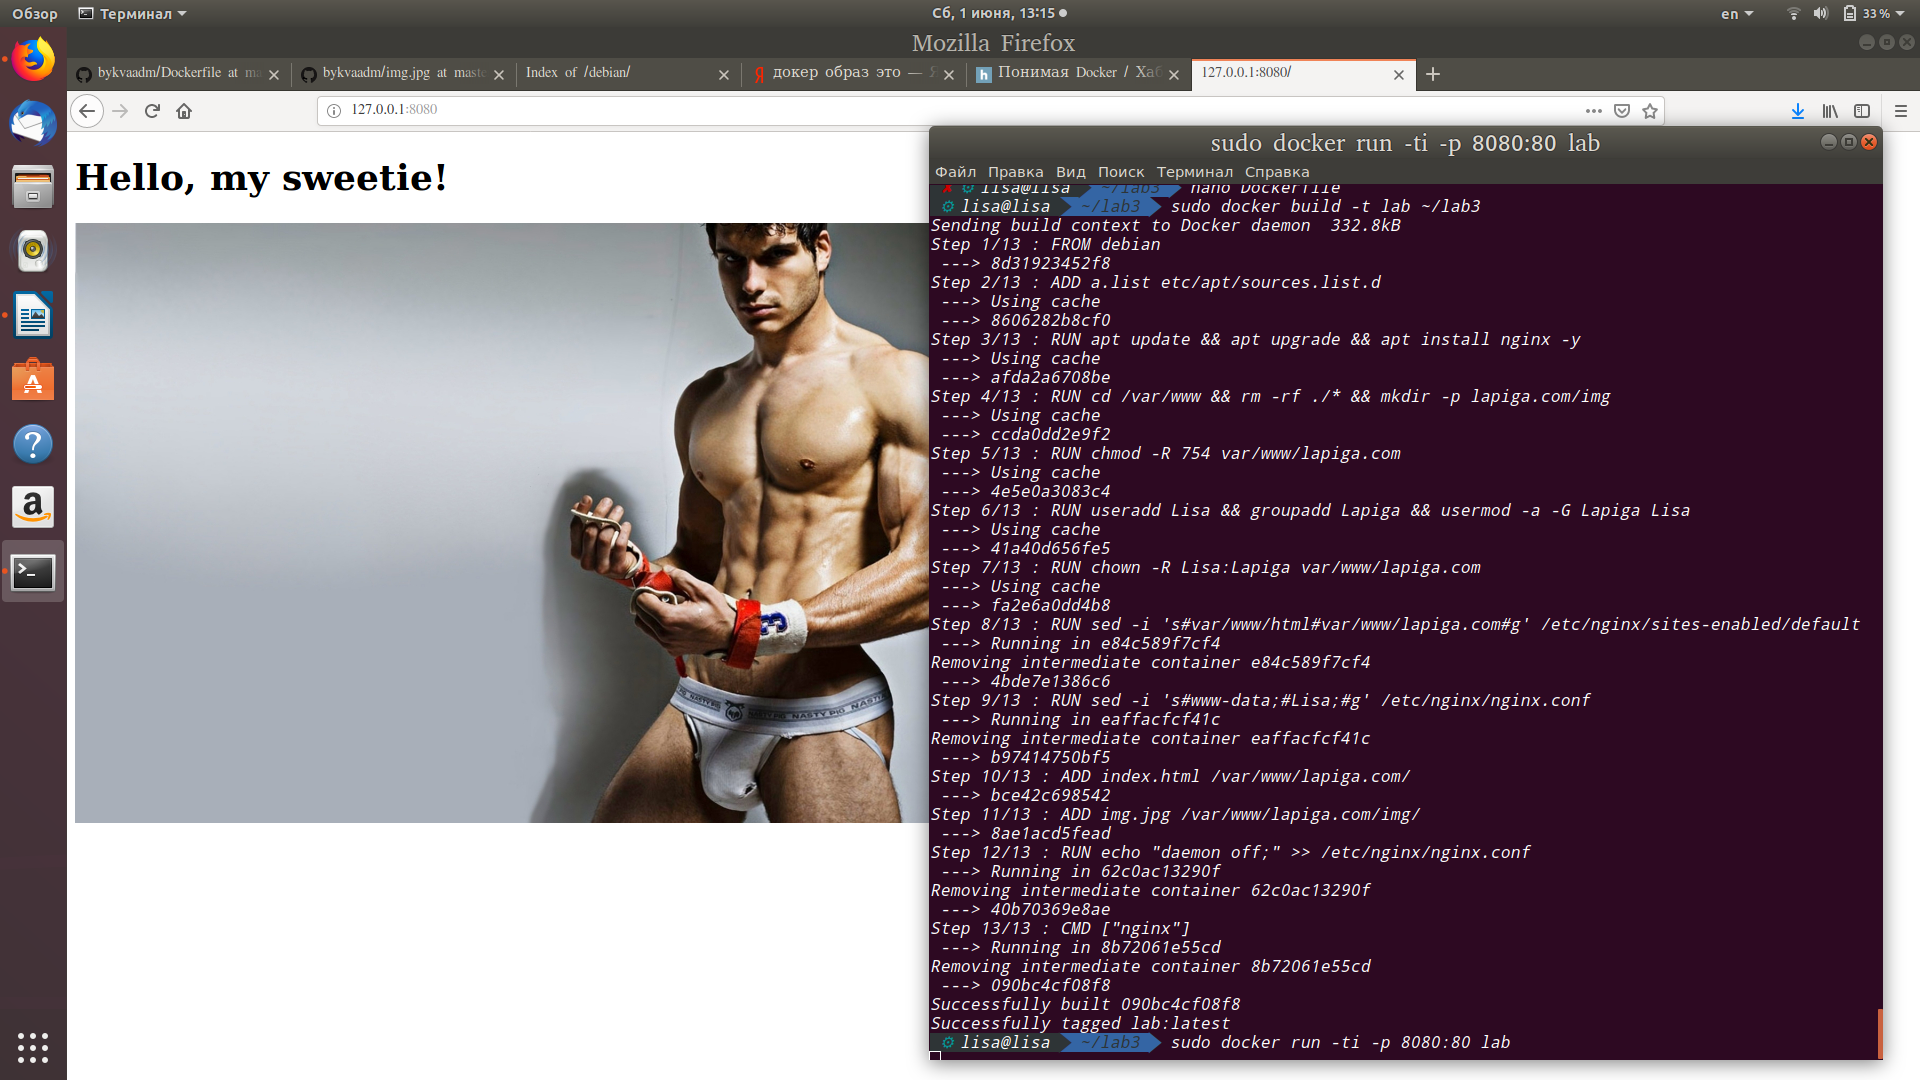 Обзор
Терминал
Сб, 1 июня, 13:15
en
33 %
Mozilla Firefox
bykvaadm/Dockerfile at ma
bykvaadm/img.jpg at maste
Index of /debian/
докер образ это —
Понимая Docker / Хаб
127.0.0.1:8080/
127.0.0.1:8080
Hello, my sweetie!
NASTY PIG NASTY PIG NASTY PIG
3
sudo docker run -ti -p 8080:80 lab
Файл Правка Вид Поиск Терминал Справка
lisa@lisa ~/lab3 nano Dockerfile
lisa@lisa ~/lab3 sudo docker build -t lab ~/lab3
Sending build context to Docker daemon 332.8kB
Step 1/13 : FROM debian
---> 8d31923452f8
Step 2/13 : ADD a.list etc/apt/sources.list.d
---> Using cache
---> 8606282b8cf0
Step 3/13 : RUN apt update && apt upgrade && apt install nginx -y
---> Using cache
---> afda2a6708be
Step 4/13 : RUN cd /var/www && rm -rf ./* && mkdir -p lapiga.com/img
---> Using cache
---> ccda0dd2e9f2
Step 5/13 : RUN chmod -R 754 var/www/lapiga.com
---> Using cache
---> 4e5e0a3083c4
Step 6/13 : RUN useradd Lisa && groupadd Lapiga && usermod -a -G Lapiga Lisa
---> Using cache
---> 41a40d656fe5
Step 7/13 : RUN chown -R Lisa:Lapiga var/www/lapiga.com
---> Using cache
---> fa2e6a0dd4b8
Step 8/13 : RUN sed -i 's#var/www/html#var/www/lapiga.com#g' /etc/nginx/sites-enabled/default
---> Running in e84c589f7cf4
Removing intermediate container e84c589f7cf4
---> 4bde7e1386c6
Step 9/13 : RUN sed -i 's#www-data;#Lisa;#g' /etc/nginx/nginx.conf
---> Running in eaffacfcf41c
Removing intermediate container eaffacfcf41c
---> b97414750bf5
Step 10/13 : ADD index.html /var/www/lapiga.com/
---> bce42c698542
Step 11/13 : ADD img.jpg /var/www/lapiga.com/img/
---> 8ae1acd5fead
Step 12/13 : RUN echo "daemon off;" >> /etc/nginx/nginx.conf
---> Running in 62c0ac13290f
Removing intermediate container 62c0ac13290f
---> 40b70369e8ae
Step 13/13 : CMD ["nginx"]
---> Running in 8b72061e55cd
Removing intermediate container 8b72061e55cd
---> 090bc4cf08f8
Successfully built 090bc4cf08f8
Successfully tagged lab:latest
lisa@lisa ~/lab3 sudo docker run -ti -p 8080:80 lab